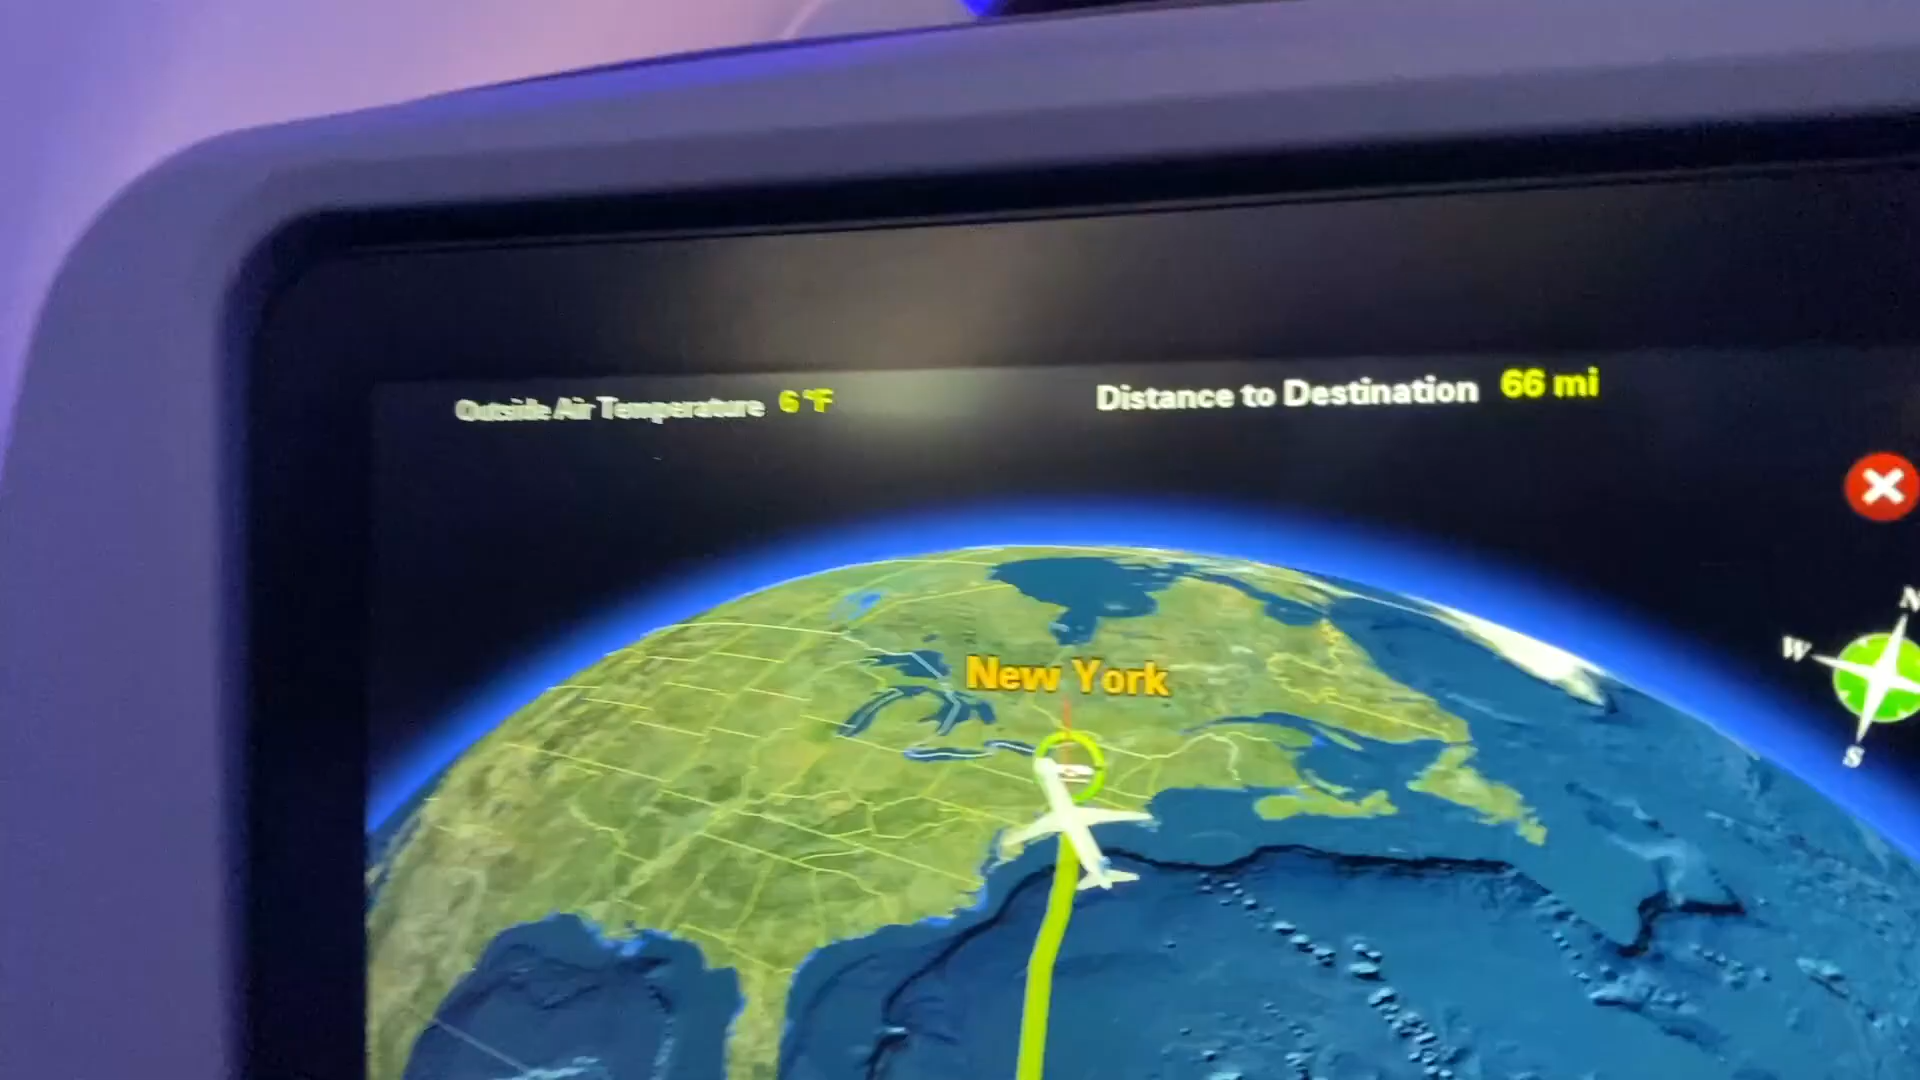 Outside Air Temperature 6 °F
Distance to Destination 66 mi
N
W
New York
S